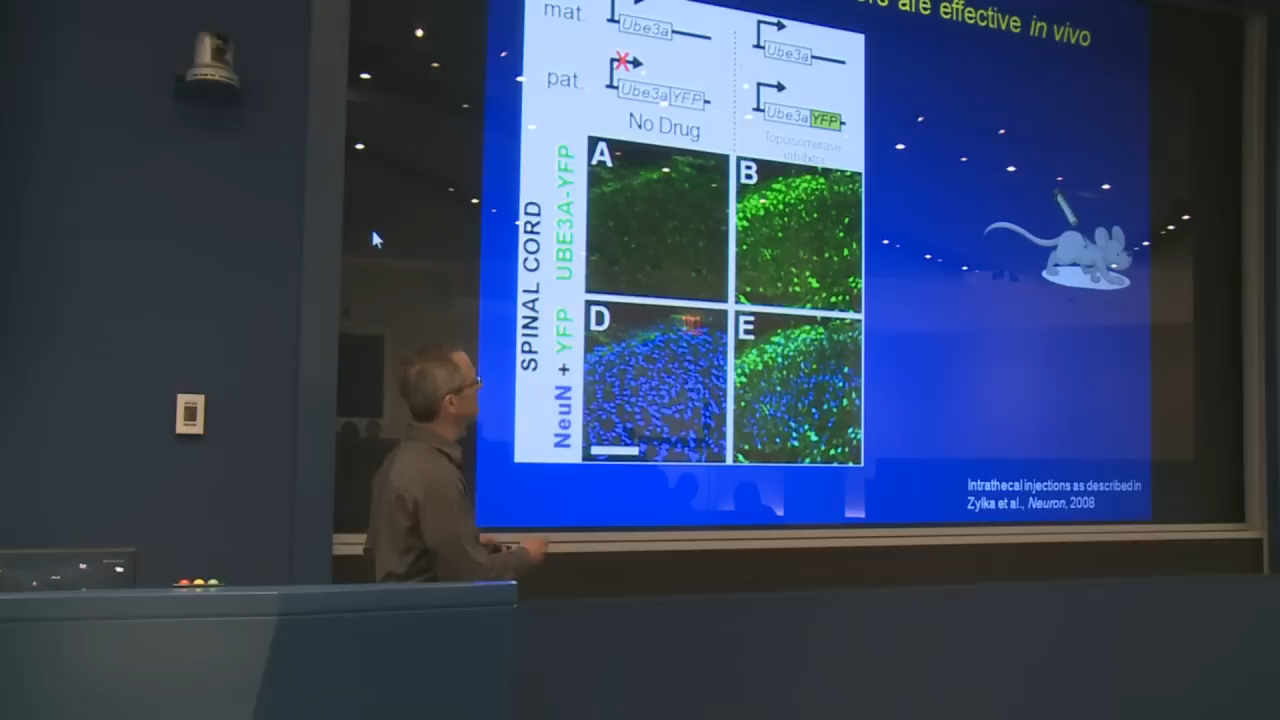 are effective in vivo
mat.
Ube3a
Ube3a
pat.
Ube3a YFP
Ube3a YFP
No Drug
Topoisomerase
inhibitor
SPINAL CORD
NeuN + YFP UBE3A-YFP
A
B
D
E
Intrathecal injections as described in
Zylka et al., Neuron, 2008